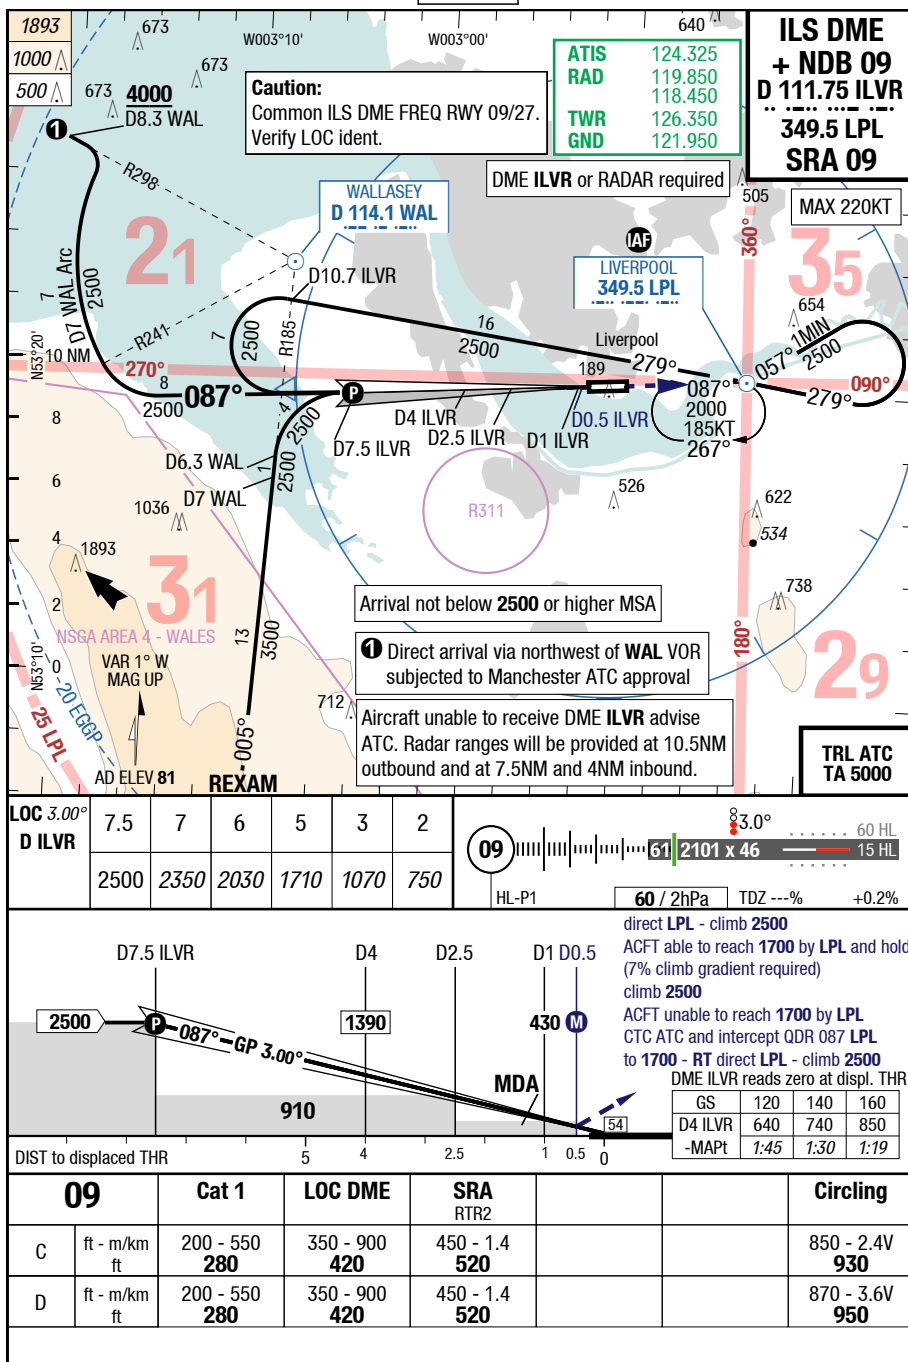 1893
1000
500
673
673
673
640
W003°10'
W003°00'
4000
D8.3 WAL
1
Caution:
Common ILS DME FREQ RWY 09/27.
Verify LOC ident.
ATIS 124.325
RAD 119.850
118.450
TWR 126.350
GND 121.950
ILS DME
+ NDB 09
D 111.75 ILVR
349.5 LPL
SRA 09
DME ILVR or RADAR required
MAX 220KT
505
R298
WALLASEY
D 114.1 WAL
21
IAF
360°
35
LIVERPOOL
349.5 LPL
D10.7 ILVR
654
D7 WAL Arc
7
2500
R241
R185
7
2500
16
2500
Liverpool
279°
057°
1MIN
2500
N53°20'
10 NM
270°
189
090°
8
2500
087°
P
4
2500
D4 ILVR
D2.5 ILVR
D7.5 ILVR
D1 ILVR
D0.5 ILVR
087°
2000
185KT
267°
279°
8
6
4
2
0
D6.3 WAL
1
2500
D7 WAL
1036
1893
R311
526
622
534
738
31
NSGA AREA 4 - WALES
13
3500
Arrival not below 2500 or higher MSA
1 Direct arrival via northwest of WAL VOR
subjected to Manchester ATC approval
180°
29
N53°10'
VAR 1° W
MAG UP
20 EGGP
25 LPL
712
Aircraft unable to receive DME ILVR advise
ATC. Radar ranges will be provided at 10.5NM
outbound and at 7.5NM and 4NM inbound.
005°
AD ELEV 81
REXAM
TRL ATC
TA 5000
LOC 3.00° 7.5 7 6 5 3 2
D ILVR
2500 2350 2030 1710 1070 750
09
3.0°
60 HL
61 2101 x 46
15 HL
HL-P1
60 / 2hPa
TDZ ---%
+0.2%
direct LPL - climb 2500
ACFT able to reach 1700 by LPL and hold
(7% climb gradient required)
climb 2500
ACFT unable to reach 1700 by LPL
CTC ATC and intercept QDR 087 LPL
to 1700 - RT direct LPL - climb 2500
D7.5 ILVR D4 D2.5 D1 D0.5
2500
P
087° - GP 3.00°
1390
430
M
MDA
910
54
DME ILVR reads zero at displ. THR
GS 120 140 160
D4 ILVR 640 740 850
-MAPt 1:45 1:30 1:19
DIST to displaced THR 5 4 2.5 1 0.5 0
09 Cat 1 LOC DME SRA Circling
RTR2
C ft - m/km 200 - 550 350 - 900 450 - 1.4 850 - 2.4V
ft 280 420 520 930
D ft - m/km 200 - 550 350 - 900 450 - 1.4 870 - 3.6V
ft 280 420 520 950